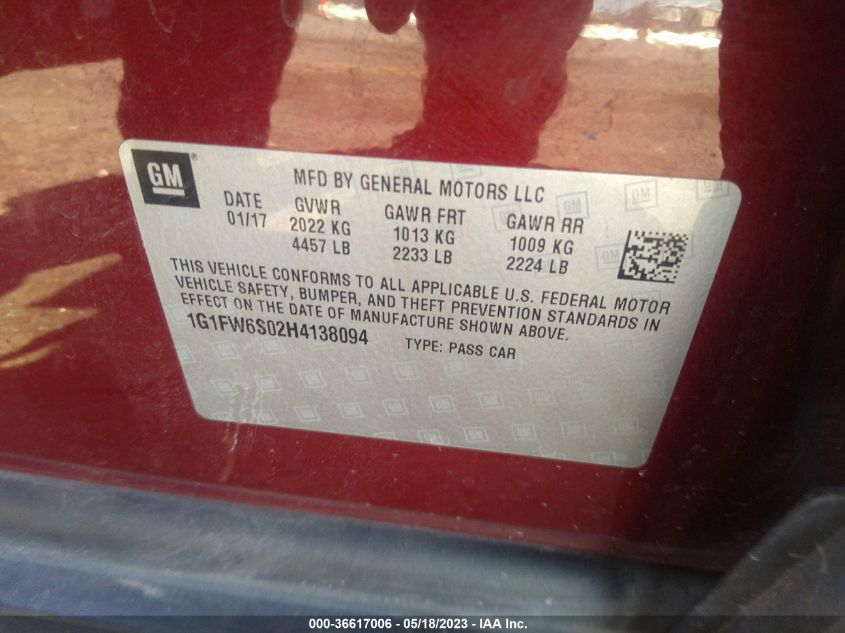 GM
MFD BY GENERAL MOTORS LLC
DATE GVWR GAWR FRT GAWR RR
01/17 2022 KG 1013 KG 1009 KG
4457 LB 2233 LB 2224 LB
THIS VEHICLE CONFORMS TO ALL APPLICABLE U.S. FEDERAL MOTOR
VEHICLE SAFETY, BUMPER, AND THEFT PREVENTION STANDARDS IN
EFFECT ON THE DATE OF MANUFACTURE SHOWN ABOVE.
1G1FW6S02H4138094 TYPE: PASS CAR
000-36617006 - 05/18/2023 - IAA Inc.